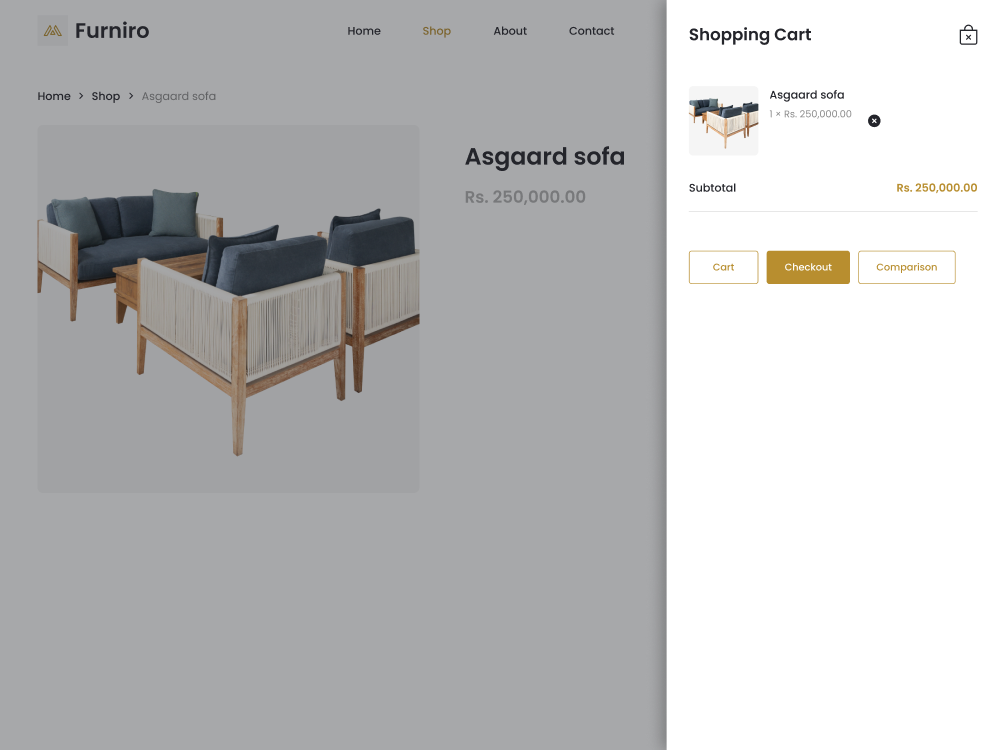 Furniro
Home Shop About Contact
Home > Shop > Asgaard sofa
Asgaard sofa
Rs. 250,000.00
Shopping Cart
Asgaard sofa
1 × Rs. 250,000.00
Subtotal Rs. 250,000.00
Cart Checkout Comparison